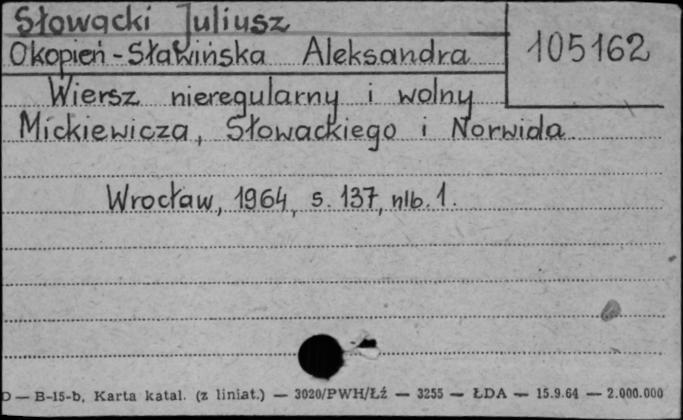 Słowacki Juliusz
Okopień-Sławińska Aleksandra
105162
Wiersz nieregularny i wolny
Mickiewicza, Słowackiego i Norwida
Wrocław, 1964, s. 137, nlb. 1.
D — B-15-b, Karta katal. (z liniat.) — 3020/PWH/Łź — 3255 — ŁDA — 15.9.64 — 2.000.000